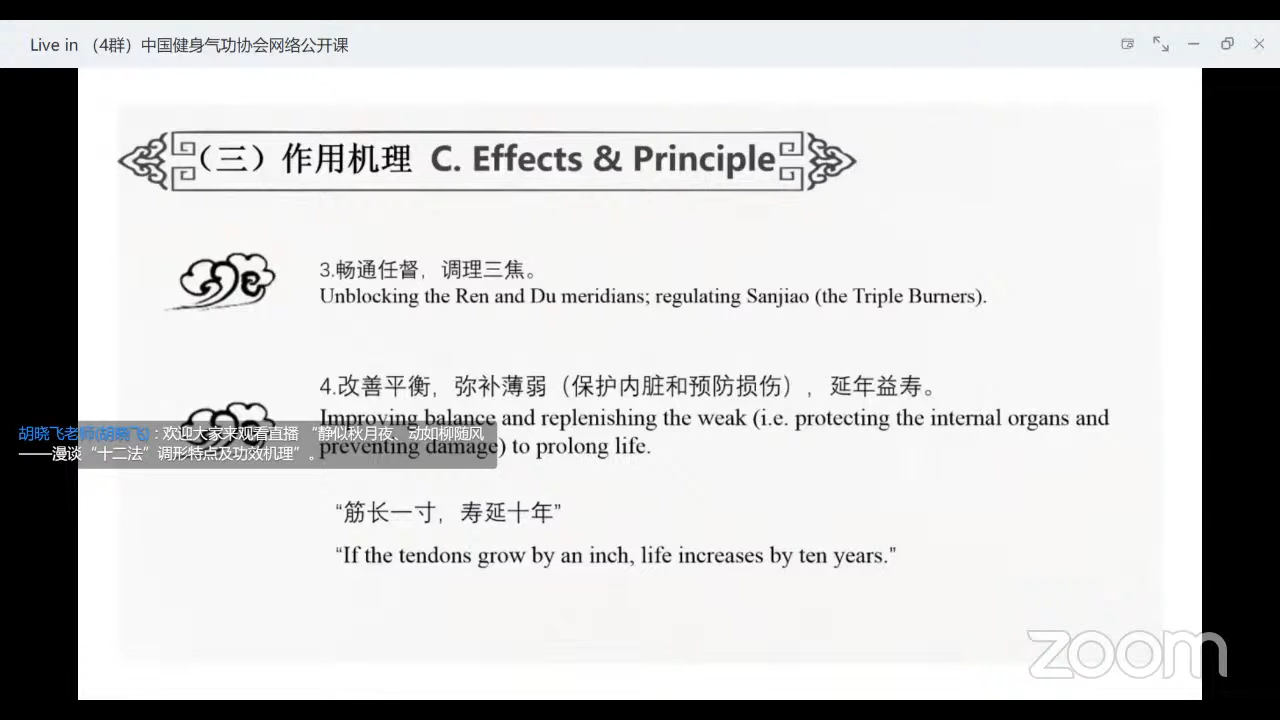 Live in （4群）中国健身气功协会网络公开课
（三）作用机理 C. Effects & Principle
3.畅通任督，调理三焦。
Unblocking the Ren and Du meridians; regulating Sanjiao (the Triple Burners).
4.改善平衡，弥补薄弱（保护内脏和预防损伤），延年益寿。
Improving balance and replenishing the weak (i.e. protecting the internal organs and
preventing damage) to prolong life.
胡晓飞老师(胡晓飞)：欢迎大家来观看直播 “静似秋月夜、动如柳随风
——漫谈“十二法”调形特点及功效机理”。
“筋长一寸，寿延十年”
“If the tendons grow by an inch, life increases by ten years.”
zoom